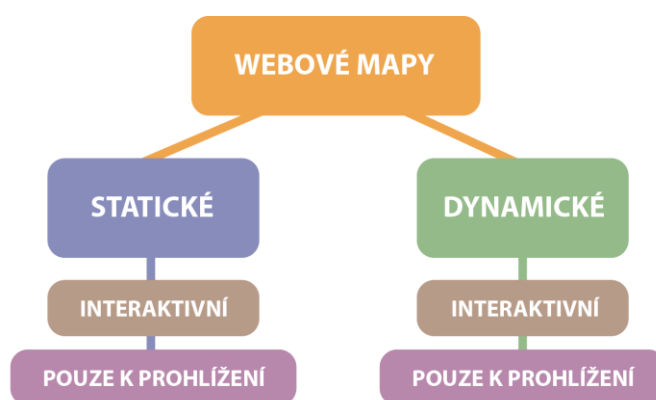 WEBOVÉ MAPY
STATICKÉ
DYNAMICKÉ
INTERAKTIVNÍ
INTERAKTIVNÍ
POUZE K PROHLÍŽENÍ
POUZE K PROHLÍŽENÍ